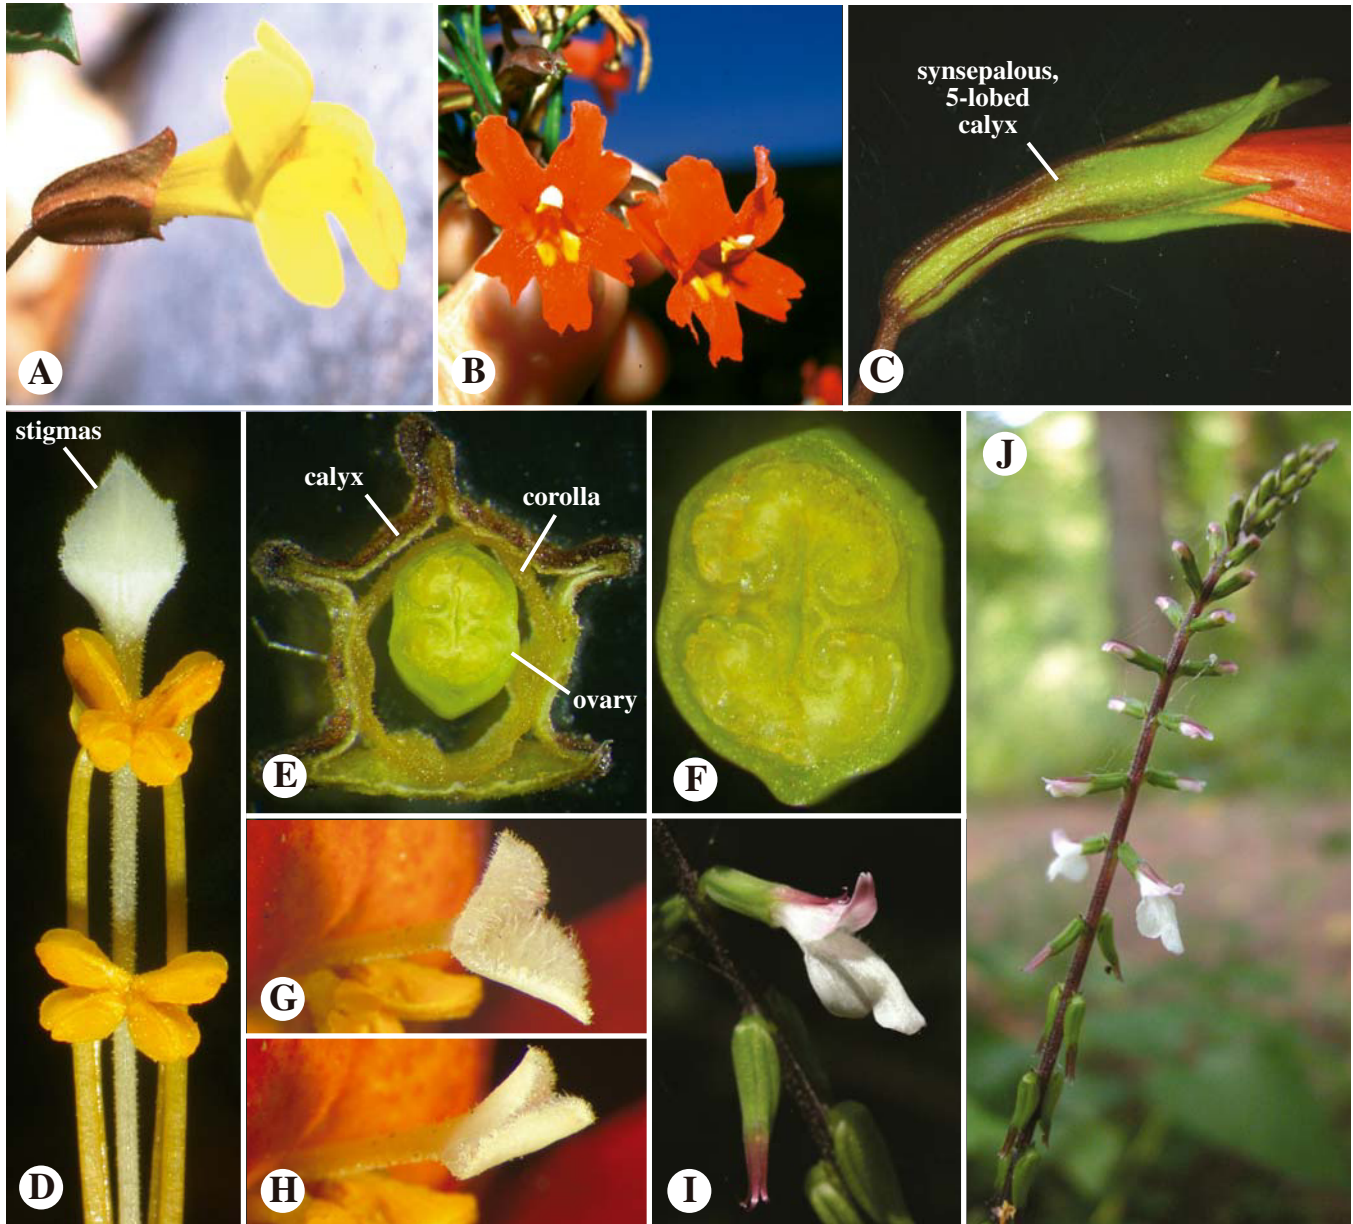 A
B
synsepalous,
5-lobed
calyx
C
stigmas
D
calyx
corolla
ovary
E
F
J
G
H
I